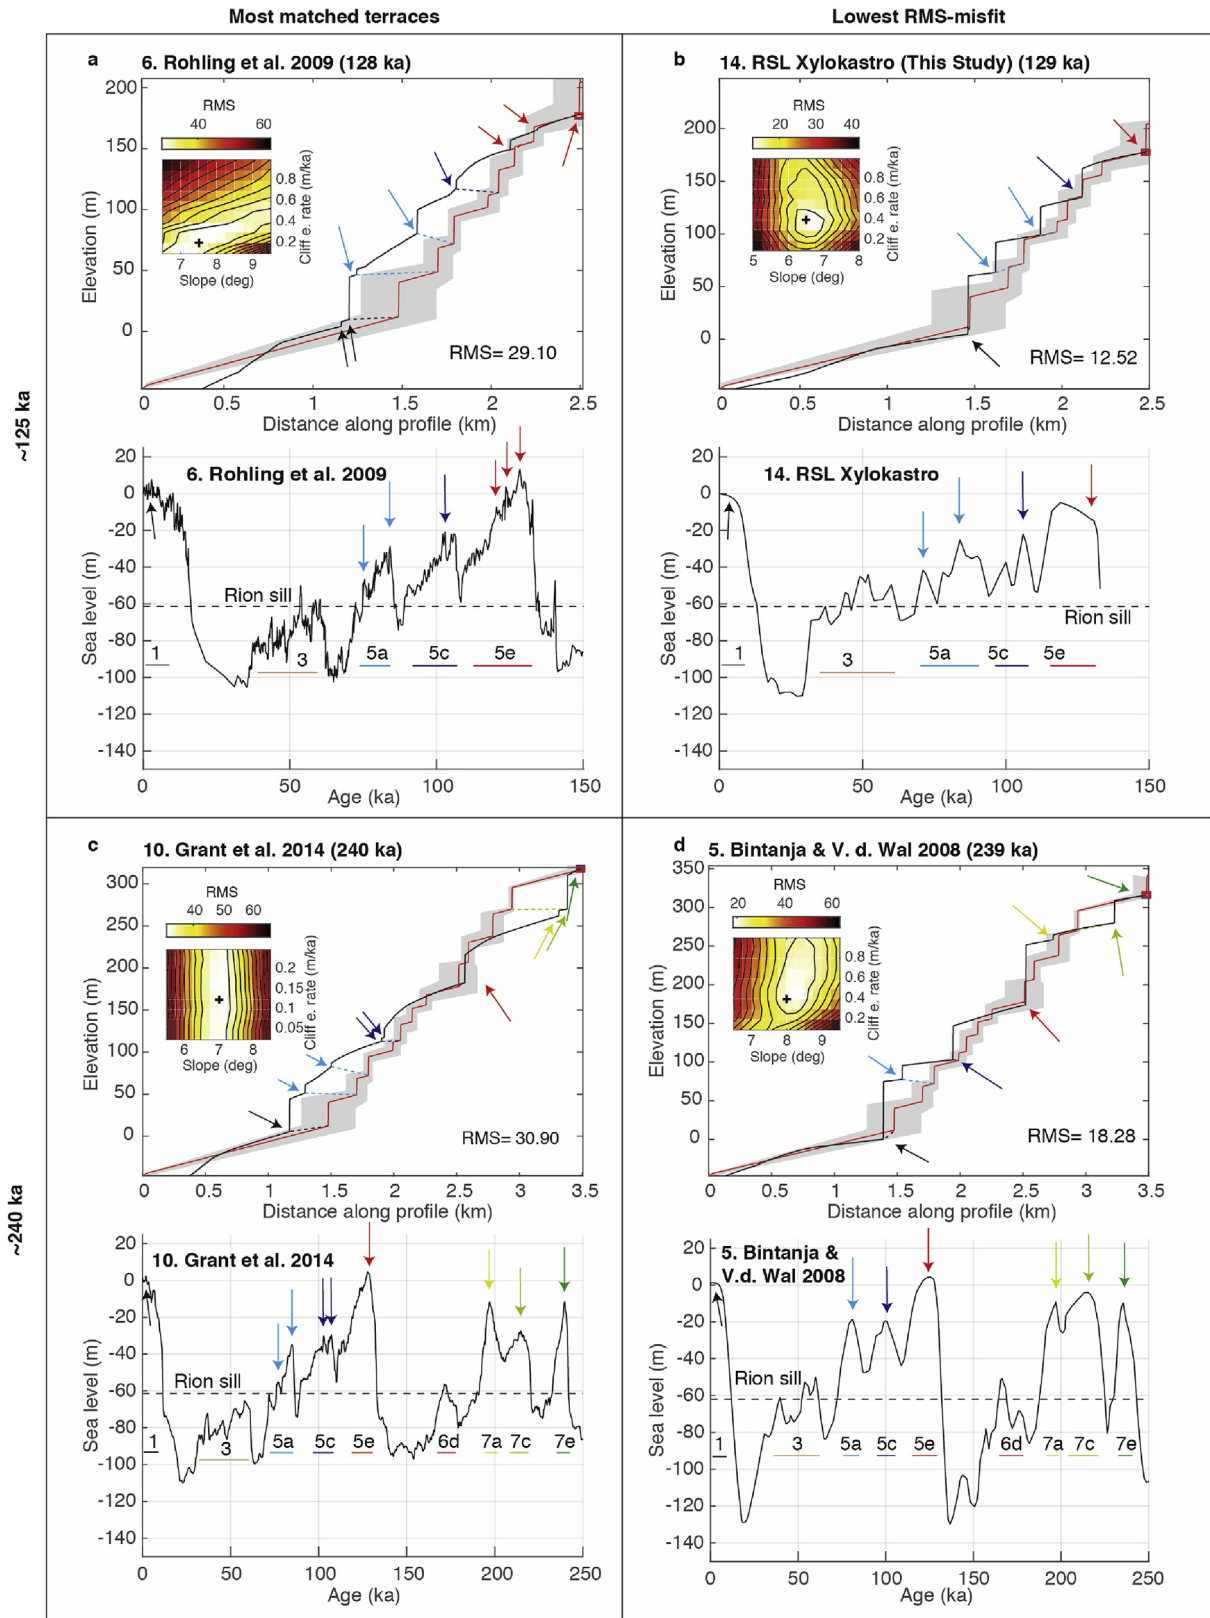 Most matched terraces
Lowest RMS-misfit
~125 ka
a
6. Rohling et al. 2009 (128 ka)
200
150
100
50
0
Elevation (m)
RMS
40 60
0.8
0.6
0.4
0.2
Cliff e. rate (m/ka)
7 8 9
Slope (deg)
RMS= 29.10
0 0.5 1 1.5 2 2.5
Distance along profile (km)
20
0
-20
-40
-60
-80
-100
-120
-140
Sea level (m)
6. Rohling et al. 2009
Rion sill
1 3 5a 5c 5e
0 50 100 150
Age (ka)
b
14. RSL Xylokastro (This Study) (129 ka)
200
150
100
50
0
Elevation (m)
RMS
20 30 40
0.8
0.6
0.4
0.2
Cliff e. rate (m/ka)
5 6 7 8
Slope (deg)
RMS= 12.52
0 0.5 1 1.5 2 2.5
Distance along profile (km)
20
0
-20
-40
-60
-80
-100
-120
-140
Sea level (m)
14. RSL Xylokastro
Rion sill
1 3 5a 5c 5e
0 50 100 150
Age (ka)
~240 ka
c
10. Grant et al. 2014 (240 ka)
300
250
200
150
100
50
0
Elevation (m)
RMS
40 50 60
0.2
0.15
0.1
0.05
Cliff e. rate (m/ka)
6 7 8
Slope (deg)
RMS= 30.90
0 0.5 1 1.5 2 2.5 3 3.5
Distance along profile (km)
20
0
-20
-40
-60
-80
-100
-120
-140
Sea level (m)
10. Grant et al. 2014
Rion sill
1 3 5a 5c 5e 6d 7a 7c 7e
0 50 100 150 200 250
Age (ka)
d
5. Bintanja & V. d. Wal 2008 (239 ka)
350
300
250
200
150
100
50
0
Elevation (m)
RMS
20 40 60
0.8
0.6
0.4
0.2
Cliff e. rate (m/ka)
7 8 9
Slope (deg)
RMS= 18.28
0 0.5 1 1.5 2 2.5 3 3.5
Distance along profile (km)
20
0
-20
-40
-60
-80
-100
-120
-140
Sea level (m)
5. Bintanja &
V.d. Wal 2008
Rion sill
1 3 5a 5c 5e 6d 7a 7c 7e
0 50 100 150 200 250
Age (ka)